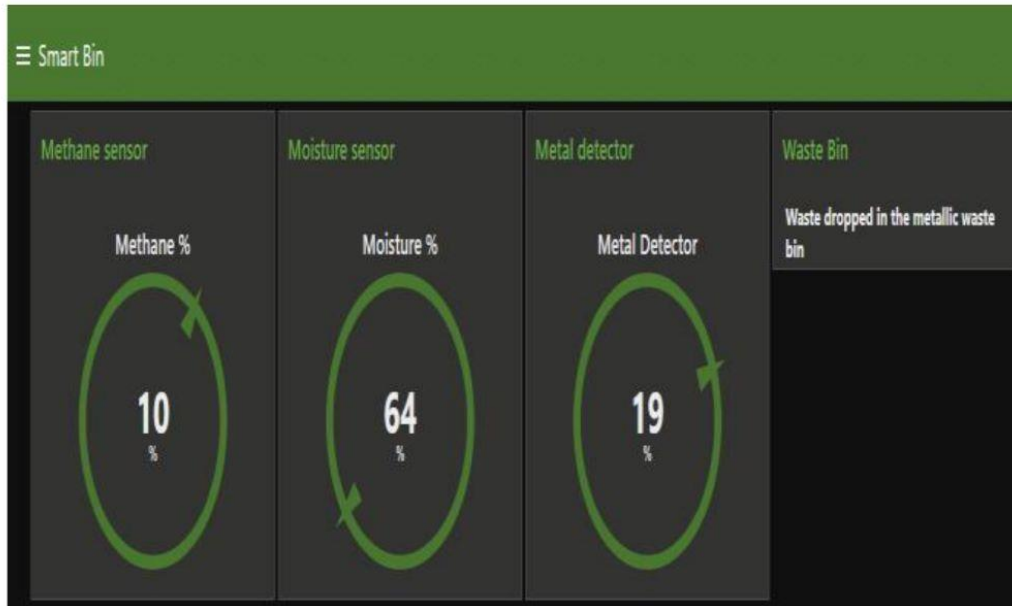 ☰ Smart Bin
Methane sensor
Methane %
10
%
Moisture sensor
Moisture %
64
%
Metal detector
Metal Detector
19
%
Waste Bin
Waste dropped in the metallic waste
bin